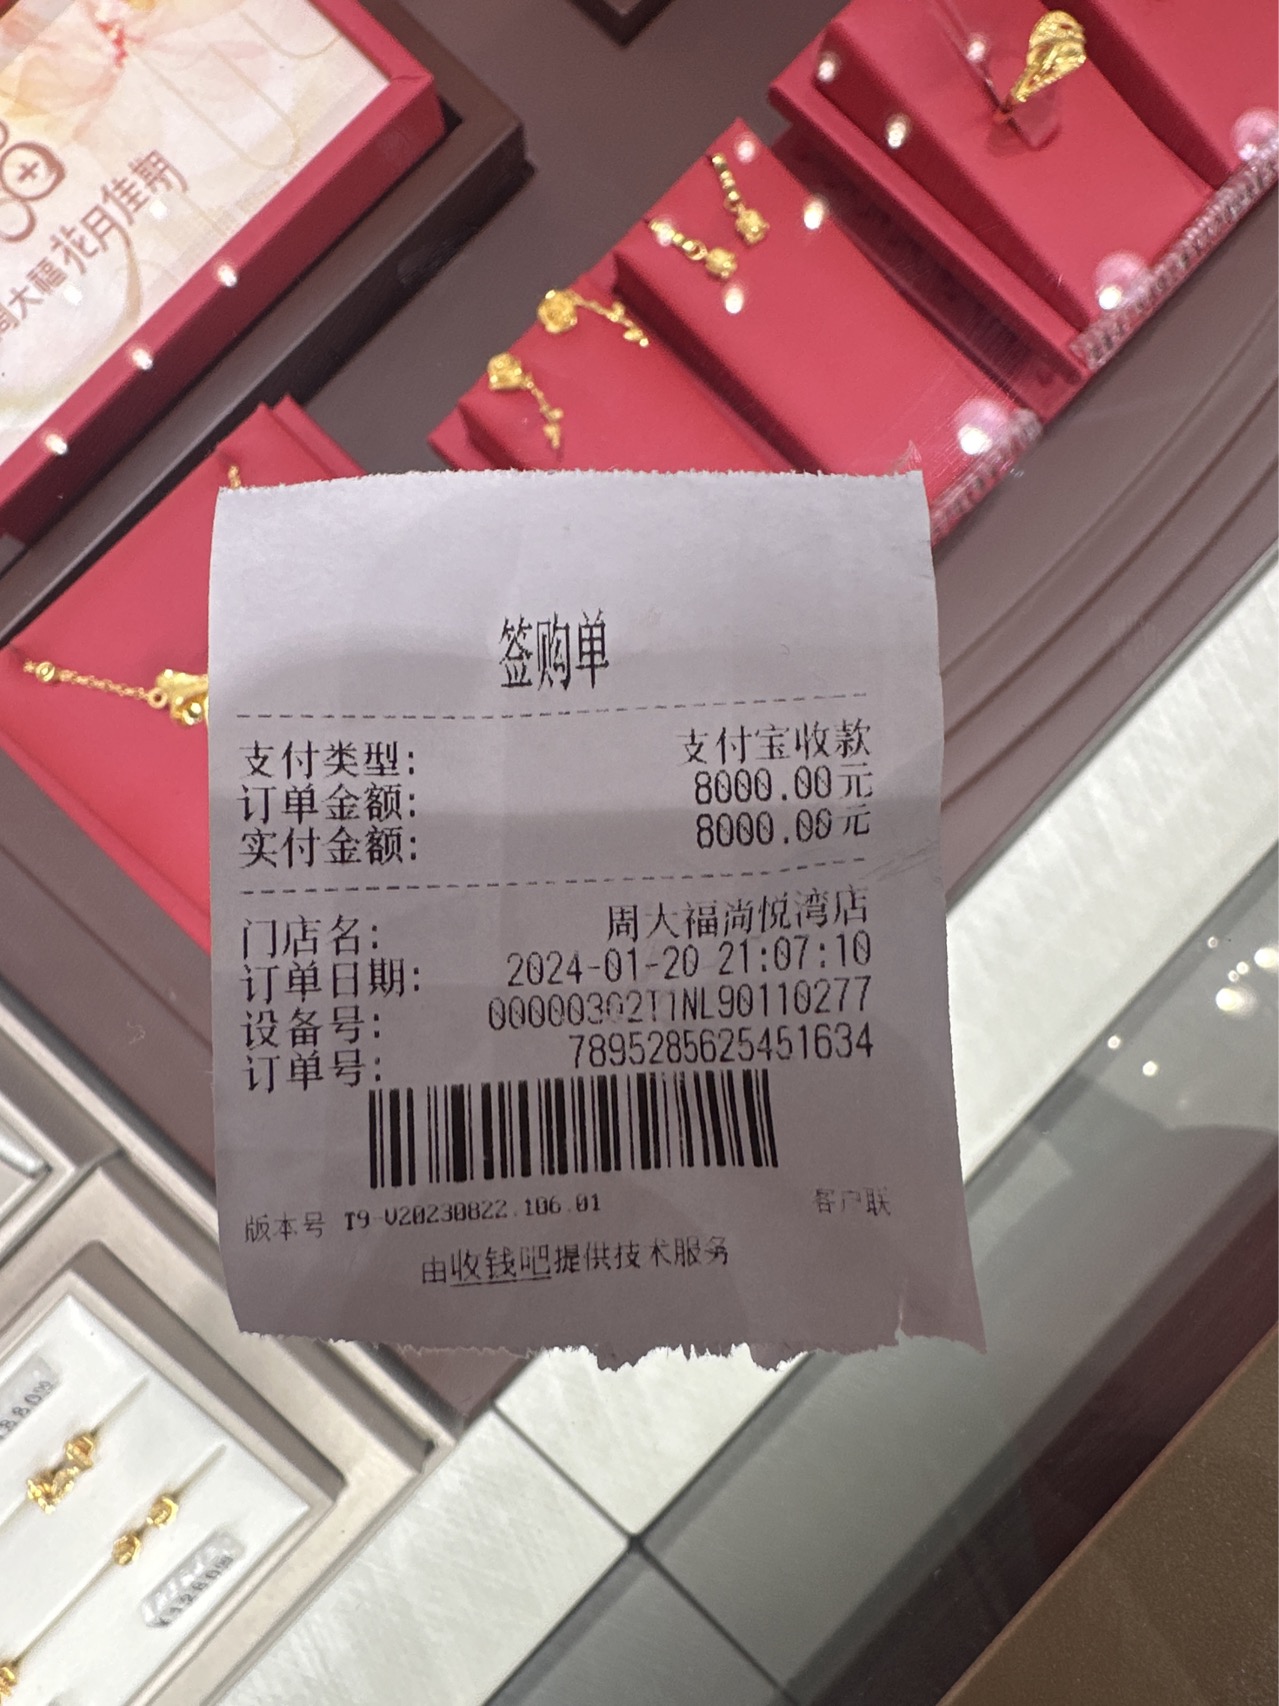 周大福 花月佳期
签购单
支付类型: 支付宝收款
订单金额: 8000.00元
实付金额: 8000.00元
门店名: 周大福尚悦湾店
订单日期: 2024-01-20 21:07:10
设备号: 00000302T1NL90110277
订单号: 7895285625451634
版本号 T9-V20230822.106.01 客户联
由收钱吧提供技术服务